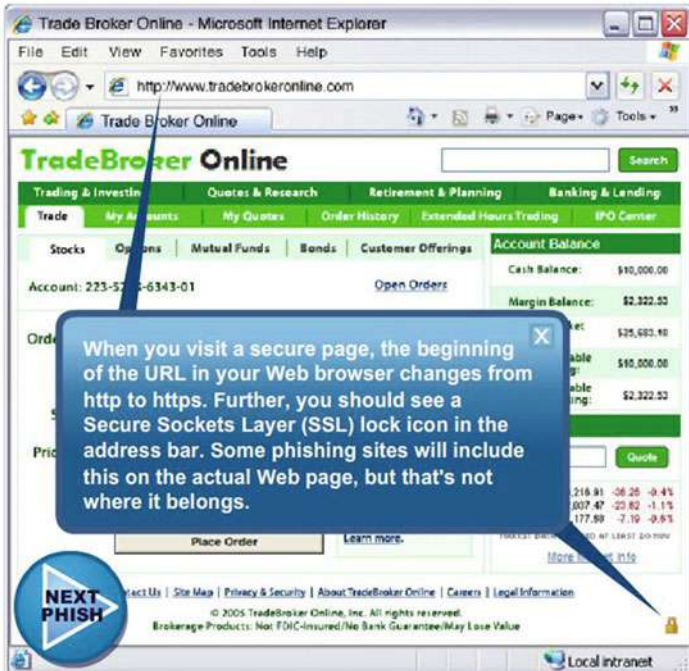 Trade Broker Online - Microsoft Internet Explorer
File Edit View Favorites Tools Help
http://www.tradebrokeronline.com
Trade Broker Online
Page Tools
TradeBroker Online
Search
Trading & Investing Quotes & Research Retirement & Planning Banking & Lending
Trade My Accounts My Quotes Order History Extended Hours Trading IPO Center
Stocks Options Mutual Funds Bonds Customer Offerings
Account Balance
Cash Balance: $10,000.00
Account: 223- -6343-01
Open Orders
Margin Balance: $2,322.53
$25,683.10
$10,000.00
$2,322.53
When you visit a secure page, the beginning
of the URL in your Web browser changes from
http to https. Further, you should see a
Secure Sockets Layer (SSL) lock icon in the
address bar. Some phishing sites will include
this on the actual Web page, but that's not
where it belongs.
X
Quote
-0.4%
-1.1%
Place Order
Learn more.
NEXT
PHISH
Site Map | Privacy & Security | About TradeBroker Online | Careers | Legal Information
© 2005 TradeBroker Online, Inc. All rights reserved.
Brokerage Products: Not FDIC-Insured/No Bank Guarantee/May Lose Value
Local intranet